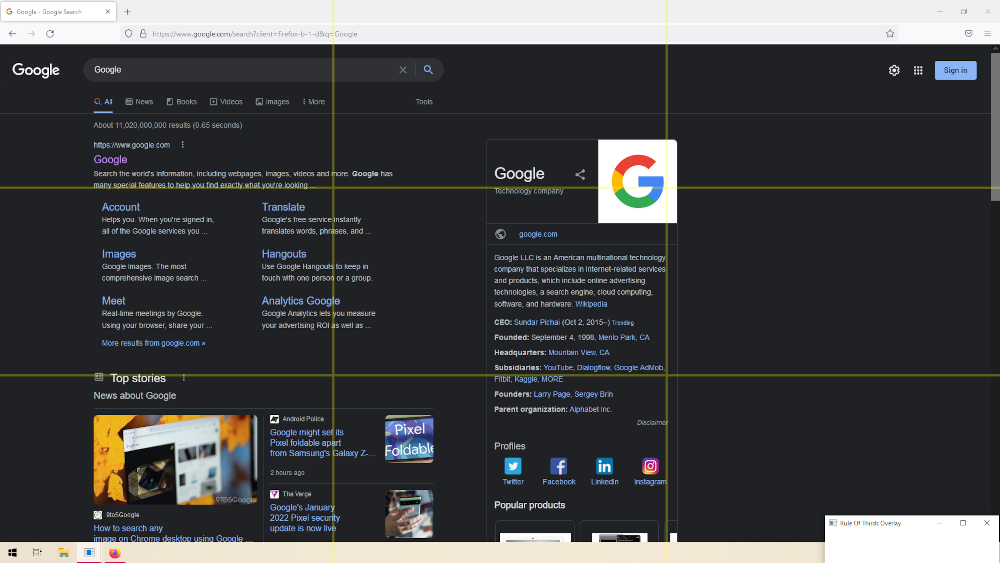 Google - Google Search
https://www.google.com/search?client=firefox-b-1-d&q=Google
Google
Google
Sign in
All
News
Books
Videos
Images
More
Tools
About 11,020,000,000 results (0.65 seconds)
https://www.google.com
Google
Search the world's information, including webpages, images, videos and more. Google has
many special features to help you find exactly what you're looking ...
Account
Helps you. When you're signed in,
all of the Google services you ...
Translate
Google's free service instantly
translates words, phrases, and ...
Images
Google Images. The most
comprehensive image search ...
Hangouts
Use Google Hangouts to keep in
touch with one person or a group.
Meet
Real-time meetings by Google.
Using your browser, share your ...
Analytics Google
Google Analytics lets you measure
your advertising ROI as well as ...
More results from google.com »
Top stories
News about Google
9TO5Google
9to5Google
How to search any
image on Chrome desktop using Google ...
Android Police
Google might set its
Pixel foldable apart
from Samsung's Galaxy Z-...
2 hours ago
Pixel
Foldable
The Verge
Google's January
2022 Pixel security
update is now live
Google
Technology company
google.com
Google LLC is an American multinational technology
company that specializes in Internet-related services
and products, which include online advertising
technologies, a search engine, cloud computing,
software, and hardware. Wikipedia
CEO: Sundar Pichai (Oct 2, 2015–) Trending
Founded: September 4, 1998, Menlo Park, CA
Headquarters: Mountain View, CA
Subsidiaries: YouTube, Dialogflow, Google AdMob,
Fitbit, Kaggle, MORE
Founders: Larry Page, Sergey Brin
Parent organization: Alphabet Inc.
Disclaimer
Profiles
Twitter
Facebook
LinkedIn
Instagram
Popular products
Rule Of Thirds Overlay